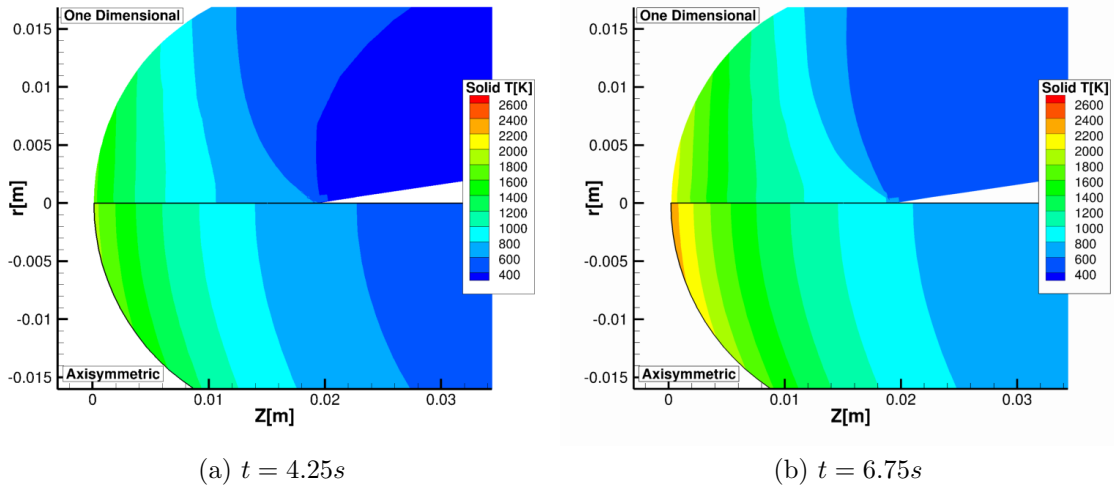 One Dimensional
0.015
0.01
0.005
0
-0.005
-0.01
-0.015
r[m]
Axisymmetric
0 0.01 0.02 0.03
Z[m]
Solid T[K]
2600
2400
2200
2000
1800
1600
1400
1200
1000
800
600
400
(a) t = 4.25s
One Dimensional
0.015
0.01
0.005
0
-0.005
-0.01
-0.015
r[m]
Axisymmetric
0 0.01 0.02 0.03
Z[m]
Solid T[K]
2600
2400
2200
2000
1800
1600
1400
1200
1000
800
600
400
(b) t = 6.75s